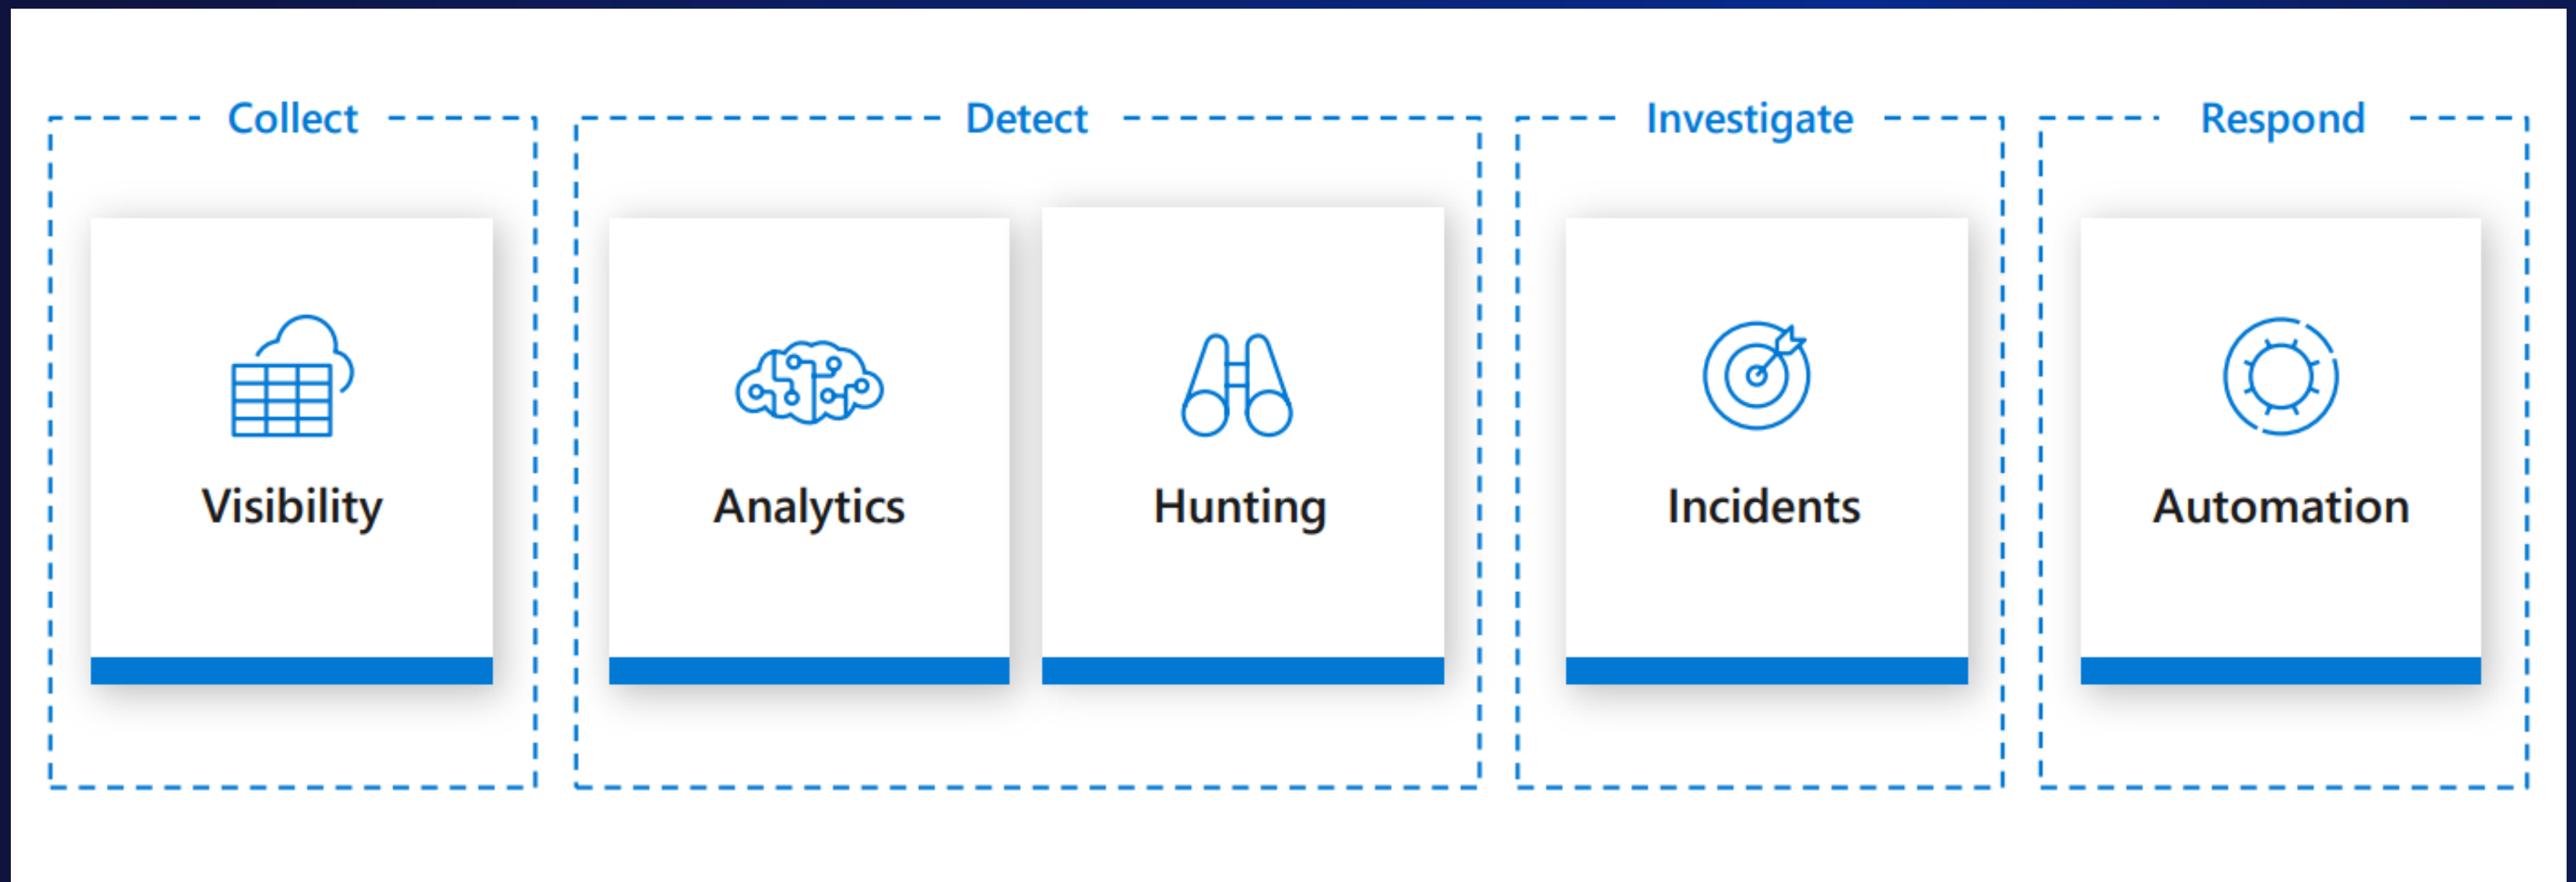 Collect
Detect
Investigate
Respond
Visibility
Analytics
Hunting
Incidents
Automation